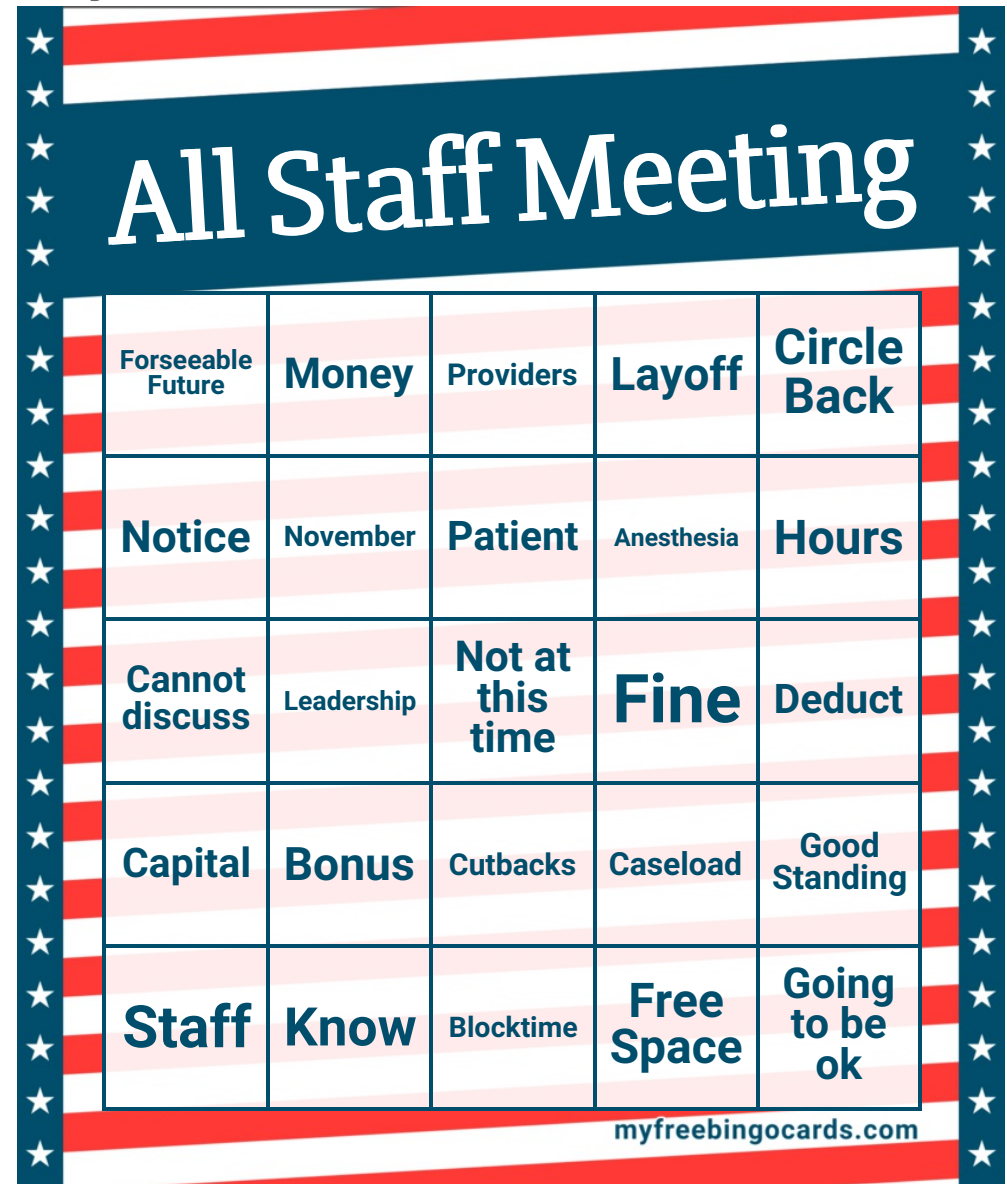 All Staff Meeting
Forseeable
Future
Money
Providers
Layoff
Circle
Back
Notice
November
Patient
Anesthesia
Hours
Cannot
discuss
Leadership
Not at
this
time
Fine
Deduct
Capital
Bonus
Cutbacks
Caseload
Good
Standing
Staff
Know
Blocktime
Free
Space
Going
to be
ok
myfreebingocards.com